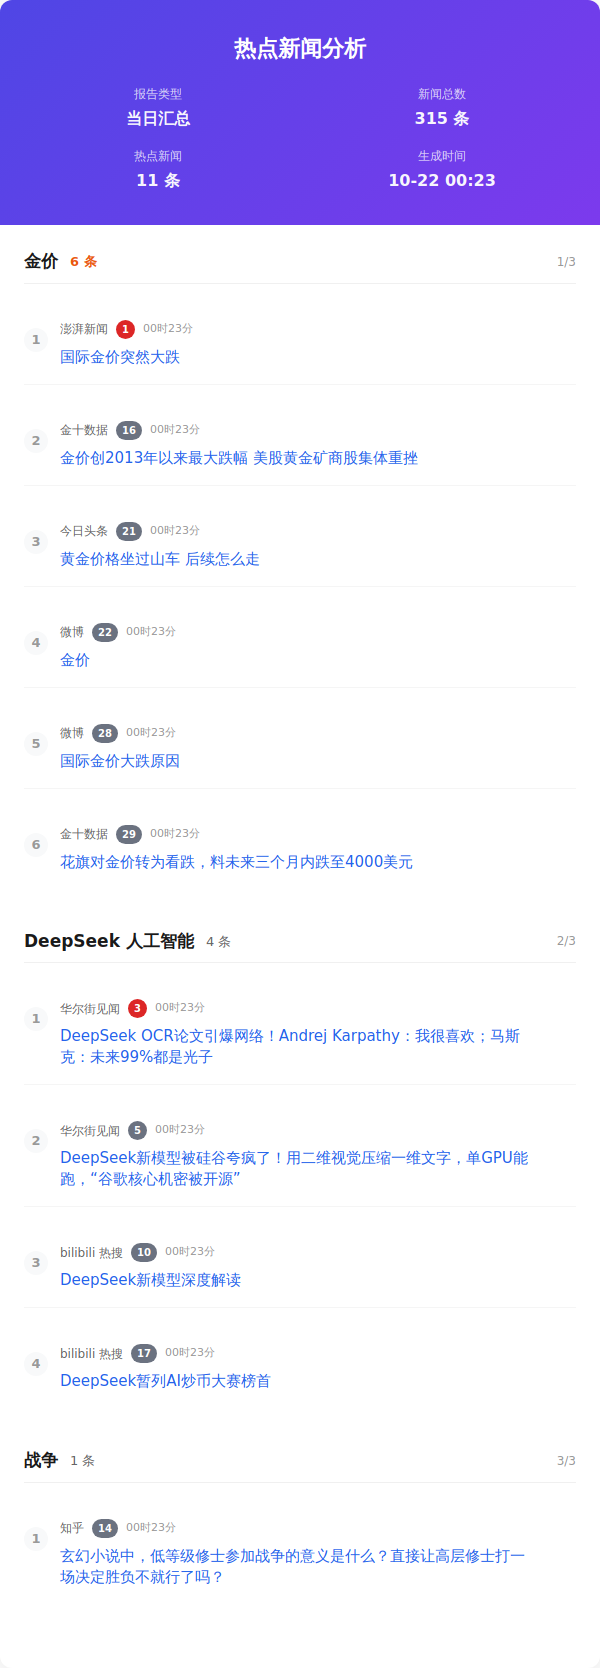 热点新闻分析
报告类型
新闻总数
当日汇总
315 条
热点新闻
生成时间
11 条
10-22 00:23
金价 6 条 1/3
1 澎湃新闻 1 00时23分
国际金价突然大跌
2 金十数据 16 00时23分
金价创2013年以来最大跌幅 美股黄金矿商股集体重挫
3 今日头条 21 00时23分
黄金价格坐过山车 后续怎么走
4 微博 22 00时23分
金价
5 微博 28 00时23分
国际金价大跌原因
6 金十数据 29 00时23分
花旗对金价转为看跌，料未来三个月内跌至4000美元
DeepSeek 人工智能 4 条 2/3
1 华尔街见闻 3 00时23分
DeepSeek OCR论文引爆网络！Andrej Karpathy：我很喜欢；马斯
克：未来99%都是光子
2 华尔街见闻 5 00时23分
DeepSeek新模型被硅谷夸疯了！用二维视觉压缩一维文字，单GPU能
跑，“谷歌核心机密被开源”
3 bilibili 热搜 10 00时23分
DeepSeek新模型深度解读
4 bilibili 热搜 17 00时23分
DeepSeek暂列AI炒币大赛榜首
战争 1 条 3/3
1 知乎 14 00时23分
玄幻小说中，低等级修士参加战争的意义是什么？直接让高层修士打一
场决定胜负不就行了吗？